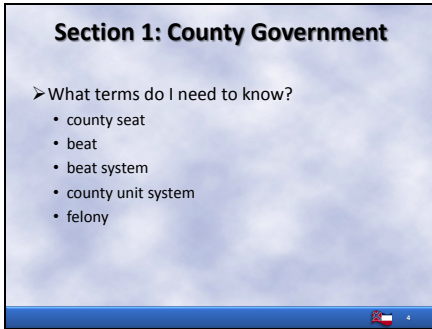 Section 1: County Government
➢What terms do I need to know?
• county seat
• beat
• beat system
• county unit system
• felony
4